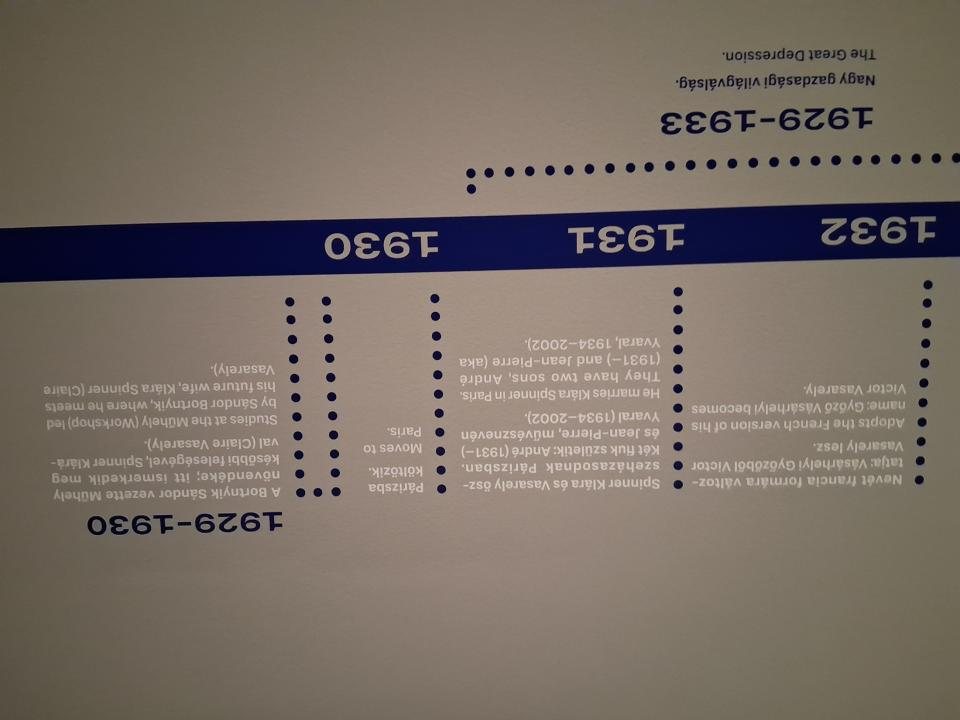 Nevét francia formára változ-
tatja: Vásárhelyi Győzőből Victor
Vasarely lesz.
Adopts the French version of his
name: Győző Vásárhelyi becomes
Victor Vasarely.
Spinner Klára és Vasarely ösz-
szeházasodnak Párizsban.
Két fiuk születik: André (1931–)
és Jean-Pierre, művésznevén
Yvaral (1934–2002).
He marries Klára Spinner in Paris.
They have two sons, André
(1931–) and Jean-Pierre (aka
Yvaral, 1934–2002).
Párizsba
költözik.
Moves to
Paris.
1929-1930
A Bortnyik Sándor vezette Műhely
növendéke; itt ismerkedik meg
későbbi feleségével, Spinner Klárá-
val (Claire Vasarely).
Studies at the Műhely (Workshop) led
by Sándor Bortnyik, where he meets
his future wife, Klára Spinner (Claire
Vasarely).
1932
1931
1930
1929-1933
Nagy gazdasági világválság.
The Great Depression.